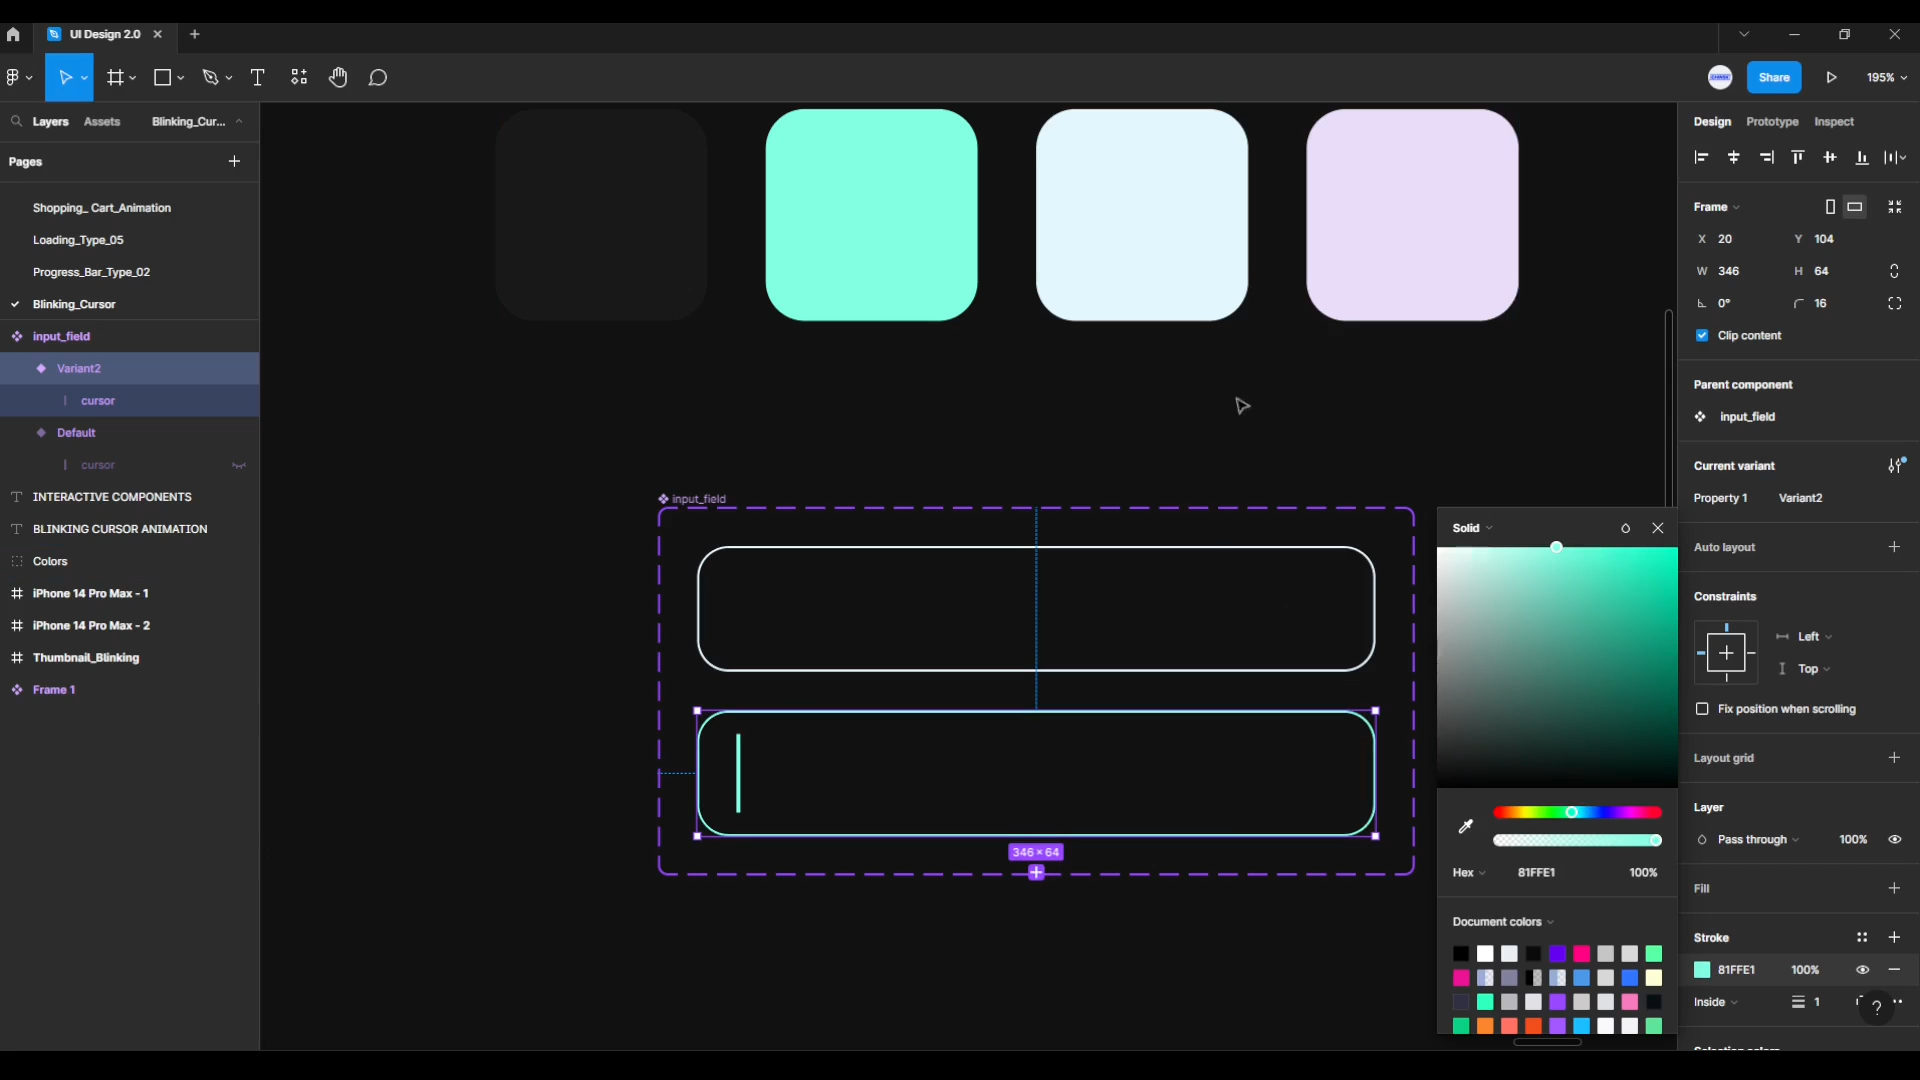 UI Design 2.0
Share
195%
Layers
Assets
Blinking_Cur...
Pages
Shopping_ Cart_Animation
Loading_Type_05
Progress_Bar_Type_02
Blinking_Cursor
input_field
Variant2
cursor
Default
cursor
INTERACTIVE COMPONENTS
BLINKING CURSOR ANIMATION
Colors
iPhone 14 Pro Max - 1
iPhone 14 Pro Max - 2
Thumbnail_Blinking
Frame 1
input_field
346 × 64
Solid
Hex
81FFE1
100%
Document colors
Design
Prototype
Inspect
Frame
X 20
Y 104
W 346
H 64
0°
16
Clip content
Parent component
input_field
Current variant
Property 1
Variant2
Auto layout
Constraints
Left
Top
Fix position when scrolling
Layout grid
Layer
Pass through
100%
Fill
Stroke
81FFE1
100%
Inside
1
?